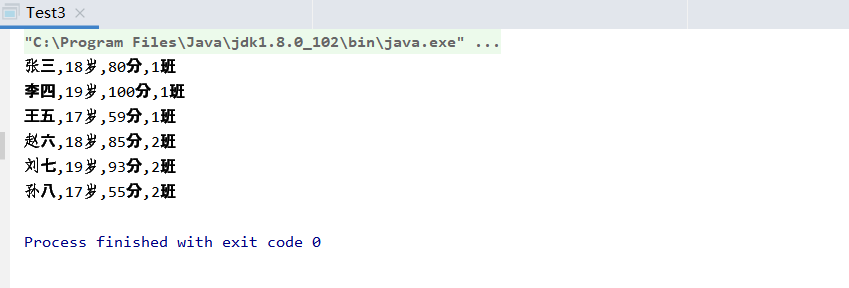 Test3
"C:\Program Files\Java\jdk1.8.0_102\bin\java.exe" ...
张三,18岁,80分,1班
李四,19岁,100分,1班
王五,17岁,59分,1班
赵六,18岁,85分,2班
刘七,19岁,93分,2班
孙八,17岁,55分,2班
Process finished with exit code 0